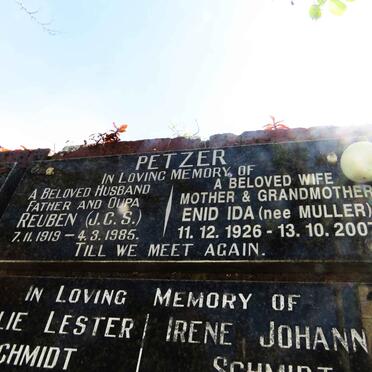 PETZER
IN LOVING MEMORY OF
A BELOVED HUSBAND
FATHER AND OUPA
REUBEN (J.C.S.)
7.11.1919 – 4.3.1985.
A BELOVED WIFE
MOTHER & GRANDMOTHER
ENID IDA (nee MULLER)
11.12.1926 - 13.10.2007
TILL WE MEET AGAIN.
IN LOVING MEMORY OF
LIE LESTER
CHMIDT
IRENE JOHANN
SCHMIDT